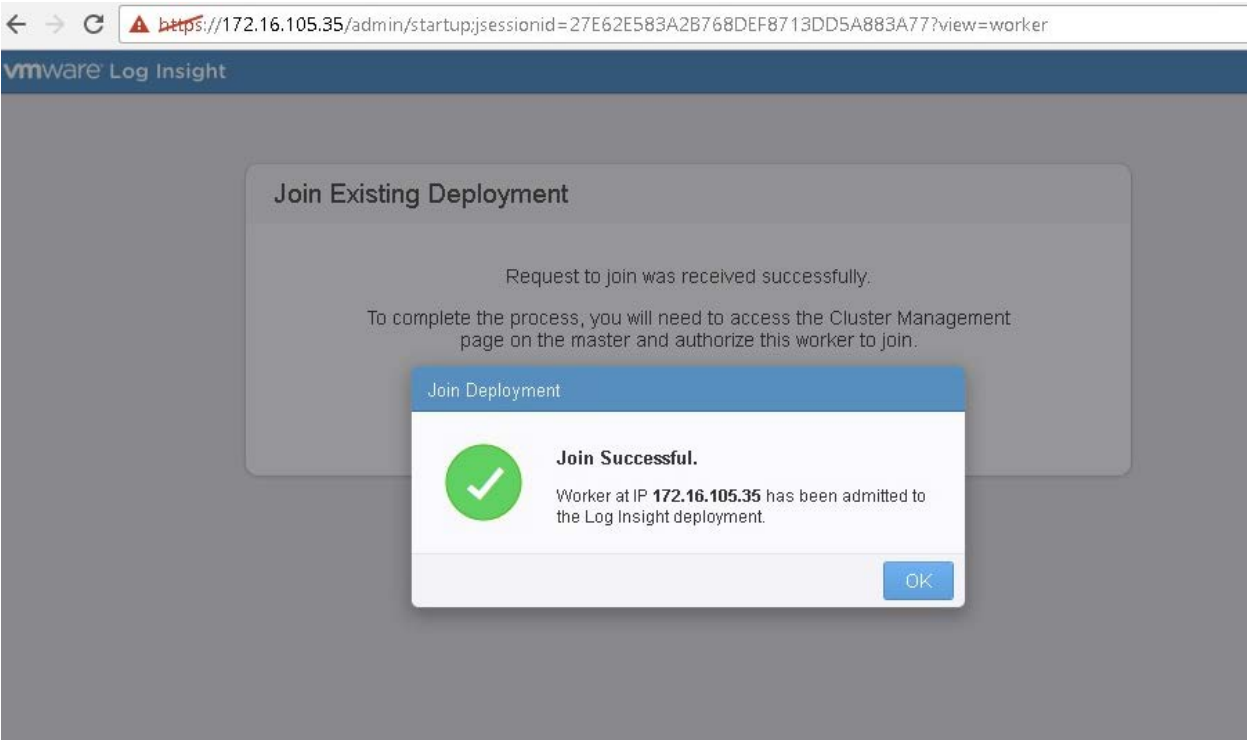 https://172.16.105.35/admin/startup;jsessionid=27E62E583A2B768DEF8713DD5A883A77?view=worker
vmware Log Insight
Join Existing Deployment
Request to join was received successfully.
To complete the process, you will need to access the Cluster Management
page on the master and authorize this worker to join.
Join Deployment
Join Successful.
Worker at IP 172.16.105.35 has been admitted to
the Log Insight deployment.
OK